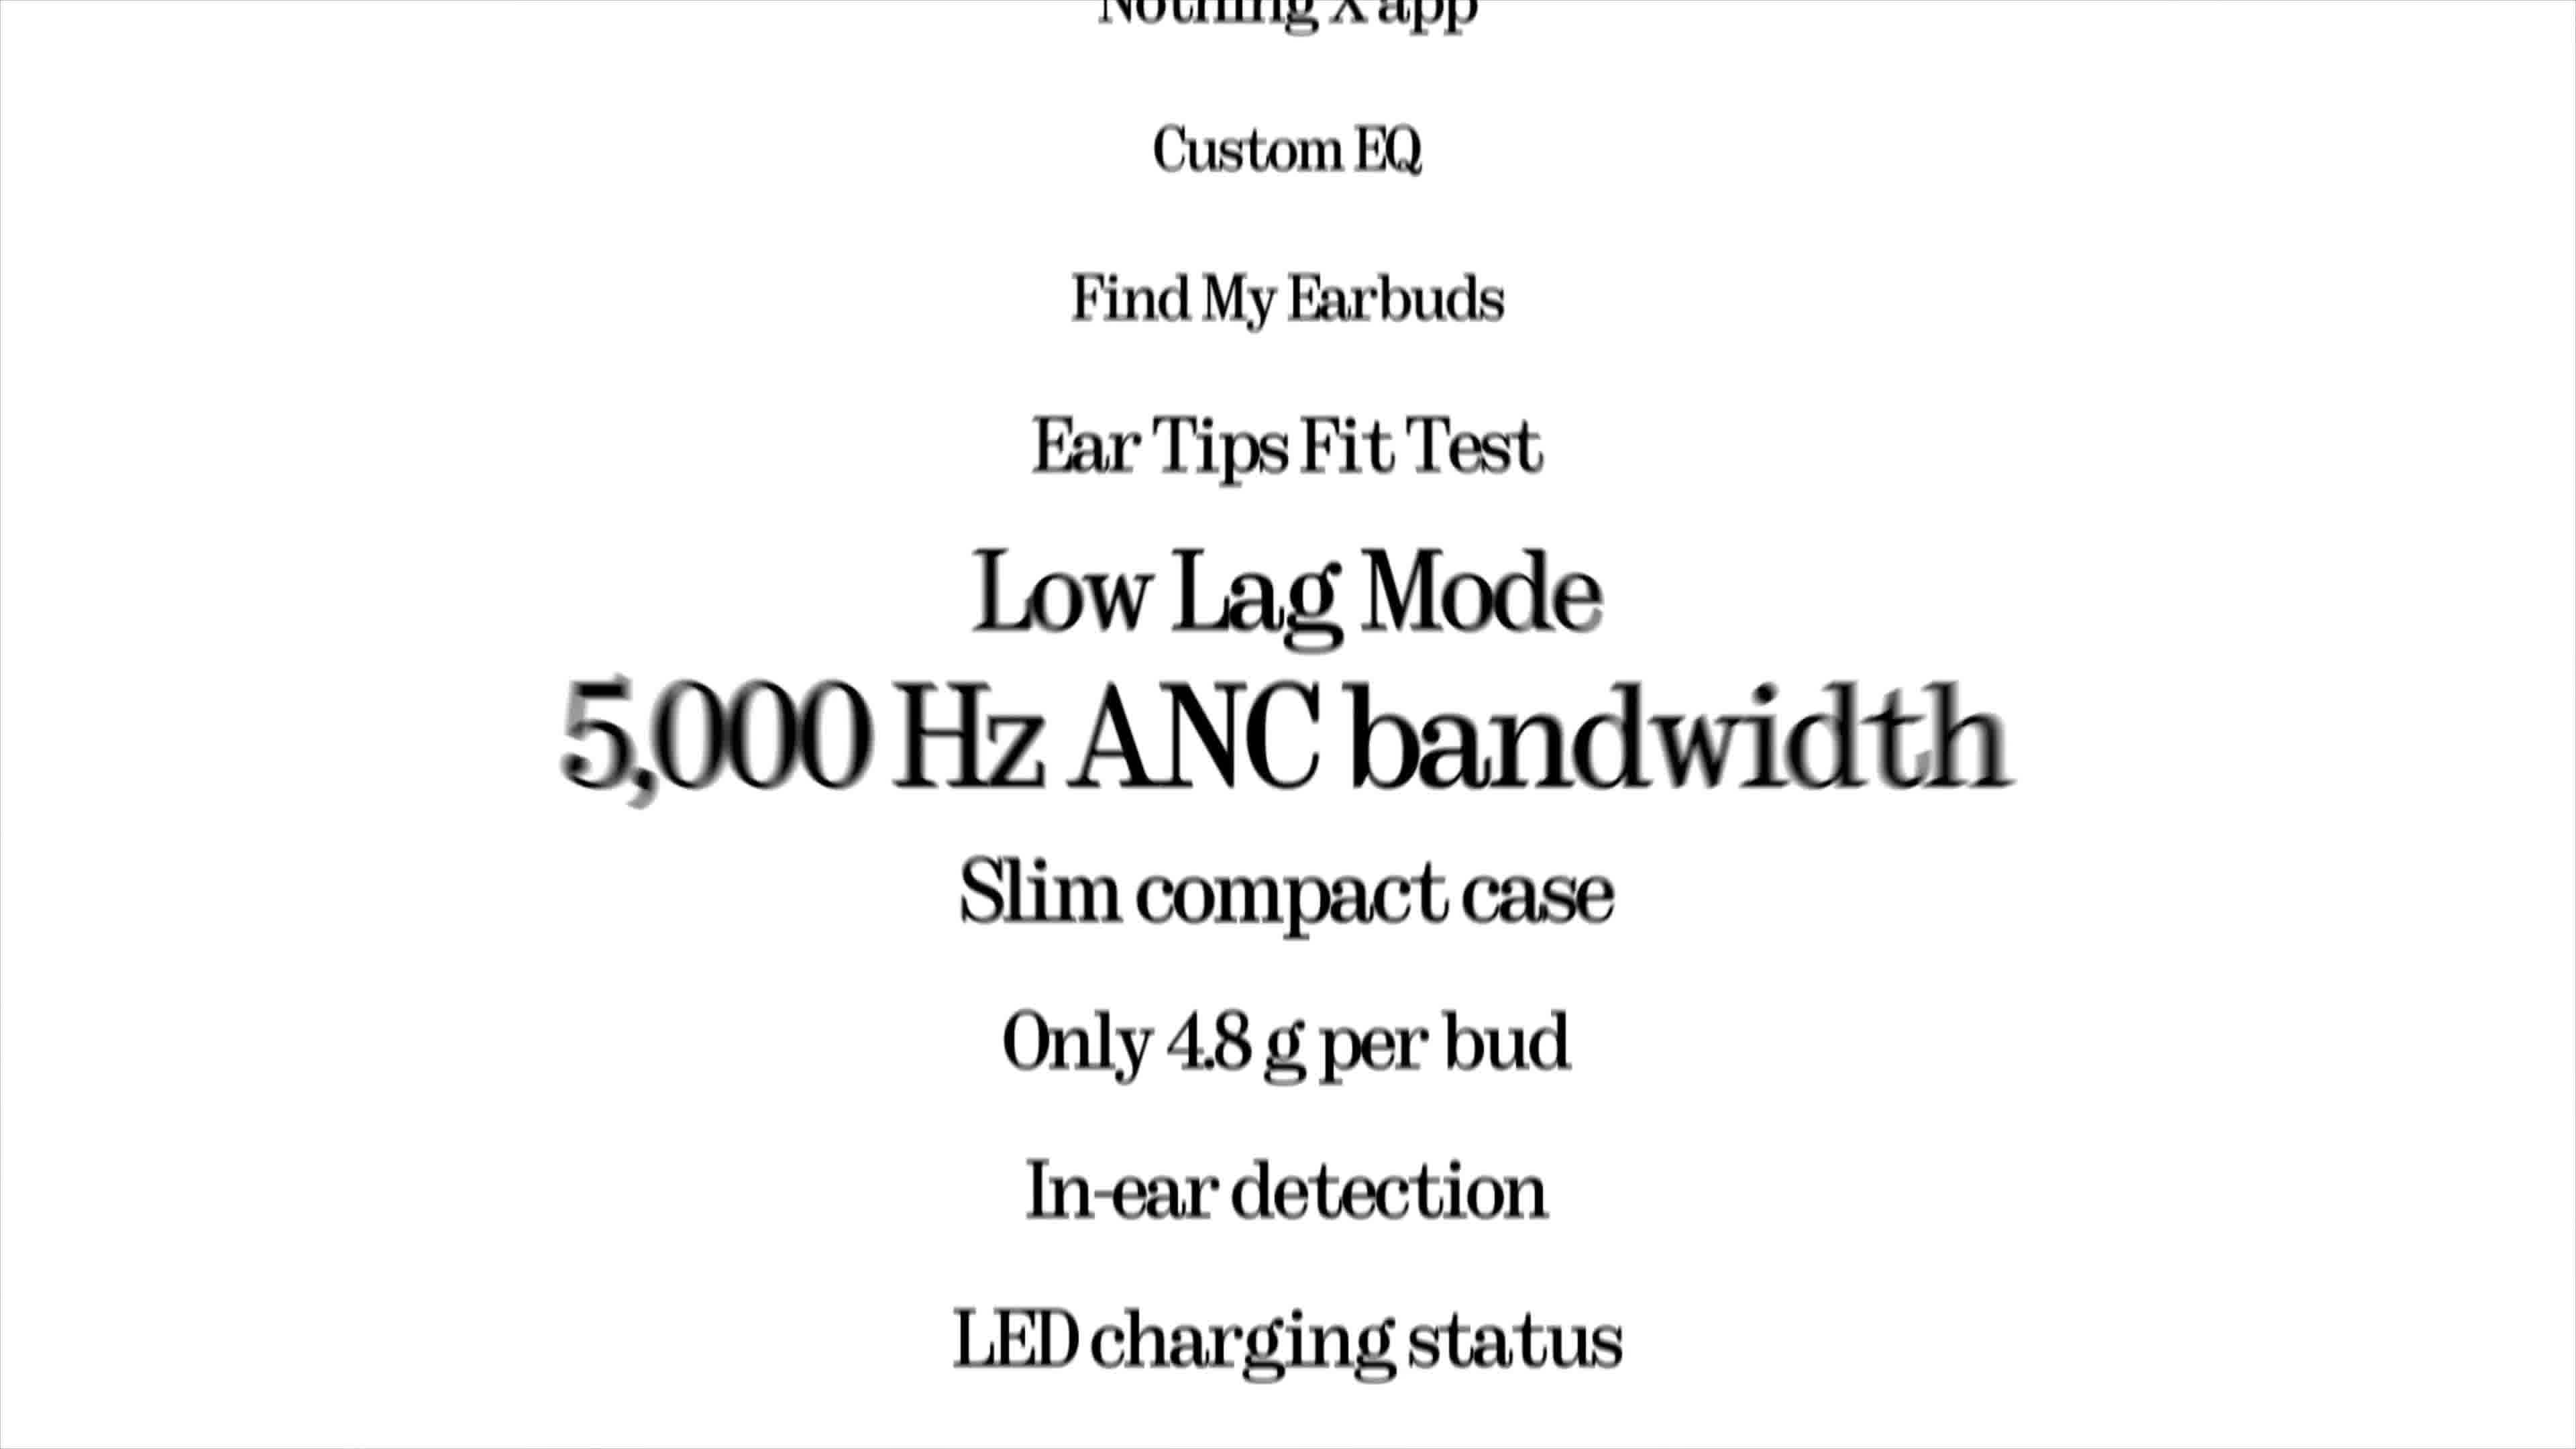 Nothing X app
Custom EQ
Find My Earbuds
Ear Tips Fit Test
Low Lag Mode
5,000 Hz ANC bandwidth
Slim compact case
Only 4.8 g per bud
In-ear detection
LED charging status